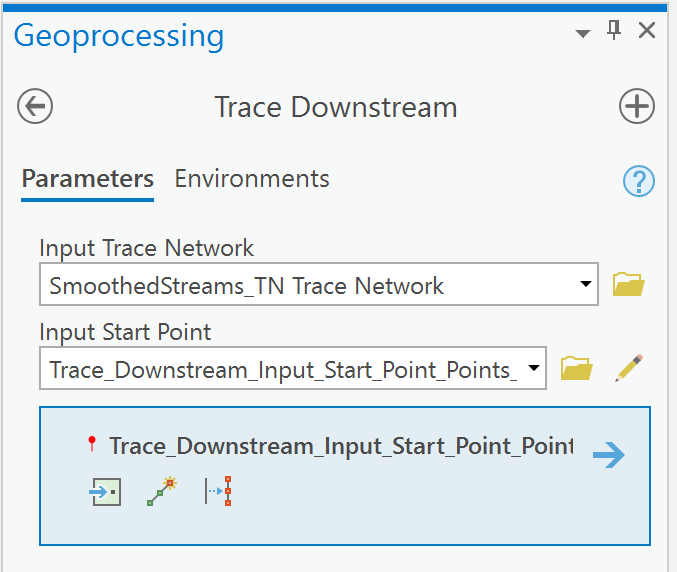 Geoprocessing
Trace Downstream
Parameters Environments
?
Input Trace Network
SmoothedStreams_TN Trace Network
Input Start Point
Trace_Downstream_Input_Start_Point_Points_
Trace_Downstream_Input_Start_Point_Point